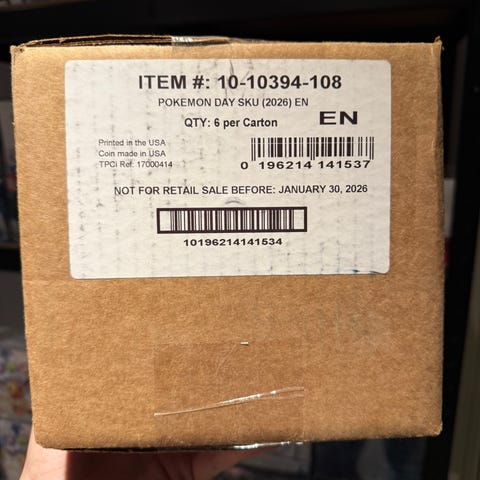 ITEM #: 10-10394-108
POKEMON DAY SKU (2026) EN
QTY: 6 per Carton
EN
Printed in the USA
Coin made in USA
TPCi Ref. 17000414
0 196214 141537
NOT FOR RETAIL SALE BEFORE: JANUARY 30, 2026
10196214141534